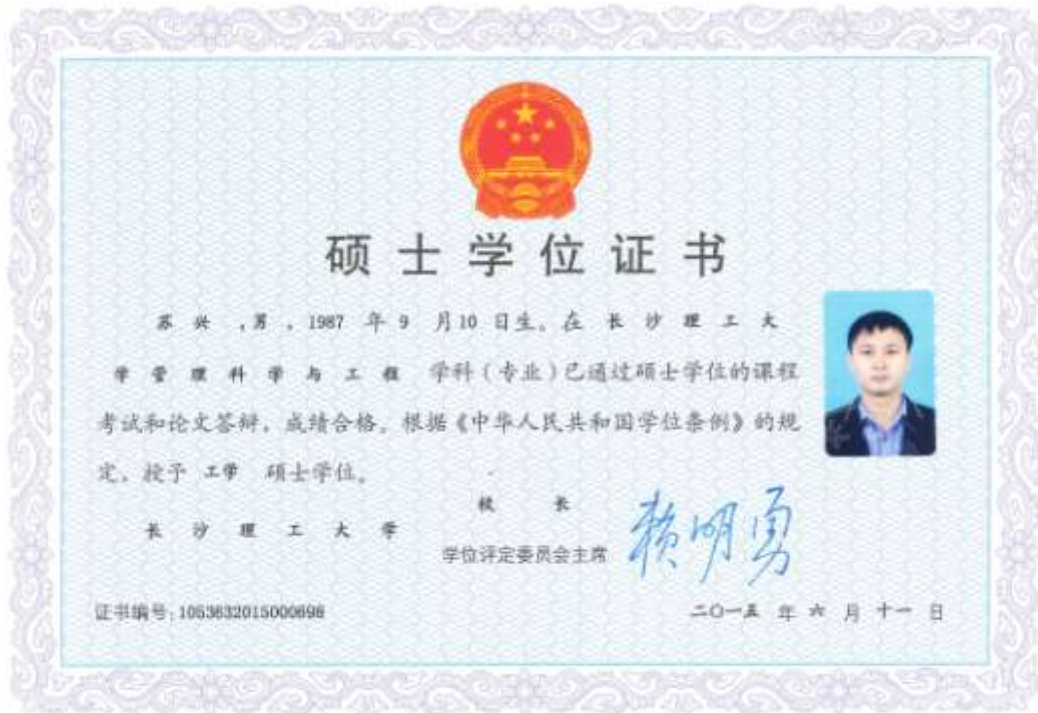 硕士学位证书
苏兴 ,男 , 1987 年 9 月10 日生。在 长沙理工大
学管理科学与工程 学科(专业)已通过硕士学位的课程
考试和论文答辩,成绩合格。根据《中华人民共和国学位条例》的规
定,授予 工学 硕士学位。
长沙理工大学
校 长
学位评定委员会主席
赖明勇
证书编号:1053632015000698
二〇一五 年 六 月 十一 日